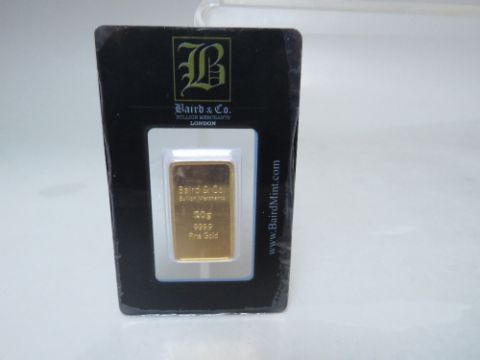 B
Baird & Co.
BULLION MERCHANTS
LONDON
Baird & Co
Bullion Merchants
20g
999.9
Fine Gold
www.BairdMint.com